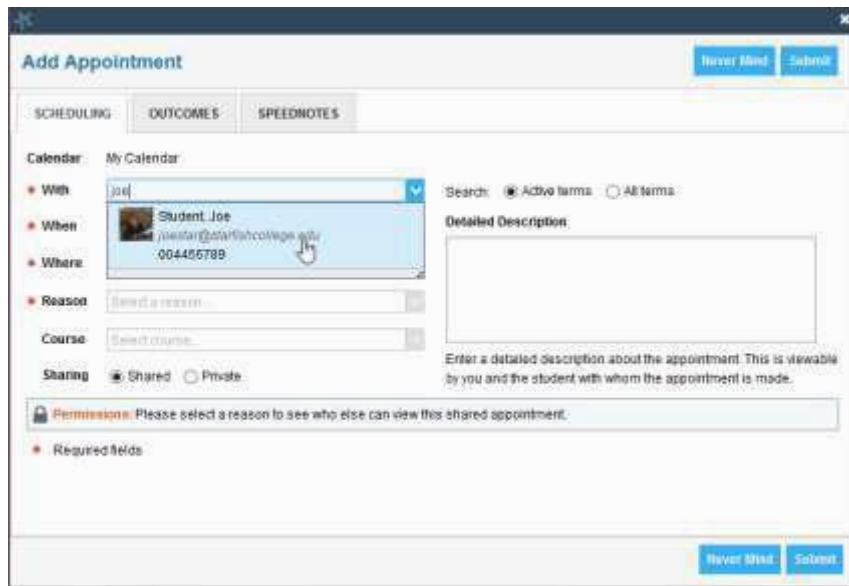 Add Appointment
Never Mind Submit
SCHEDULING OUTCOMES SPEEDNOTES
Calendar My Calendar
* With joe Search: Active terms All terms
Student, Joe
joestar@starfishcollege.edu
004456789
* When Detailed Description
* Where
* Reason Select a reason...
Course Select course...
Sharing Shared Private
Enter a detailed description about the appointment. This is viewable
by you and the student with whom the appointment is made.
Permissions: Please select a reason to see who else can view this shared appointment.
* Required fields
Never Mind Submit